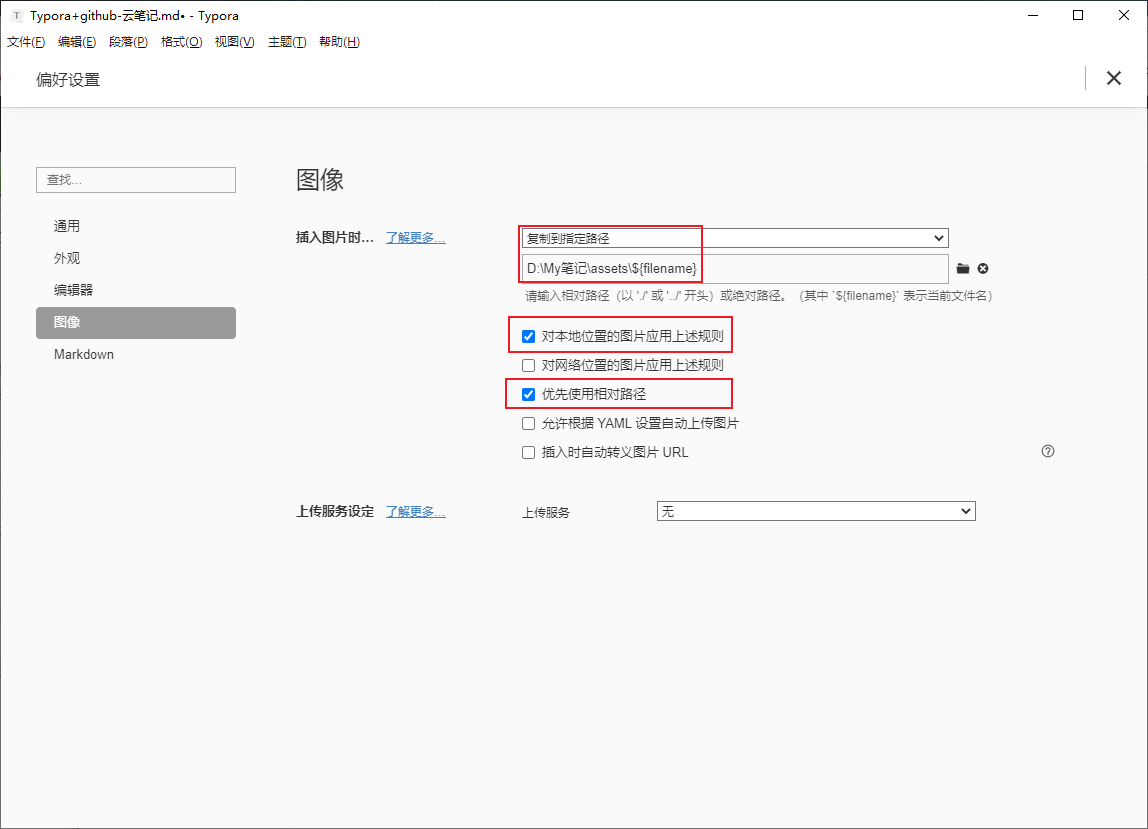 Typora+github-云笔记.md• - Typora
文件(F) 编辑(E) 段落(P) 格式(O) 视图(V) 主题(T) 帮助(H)
偏好设置
查找...
通用
外观
编辑器
图像
Markdown
图像
插入图片时... 了解更多... 复制到指定路径
D:\My笔记\assets\${filename}
请输入相对路径（以 './' 或 '../' 开头）或绝对路径。（其中 `${filename}` 表示当前文件名）
对本地位置的图片应用上述规则
对网络位置的图片应用上述规则
优先使用相对路径
允许根据 YAML 设置自动上传图片
插入时自动转义图片 URL
上传服务设定 了解更多... 上传服务 无